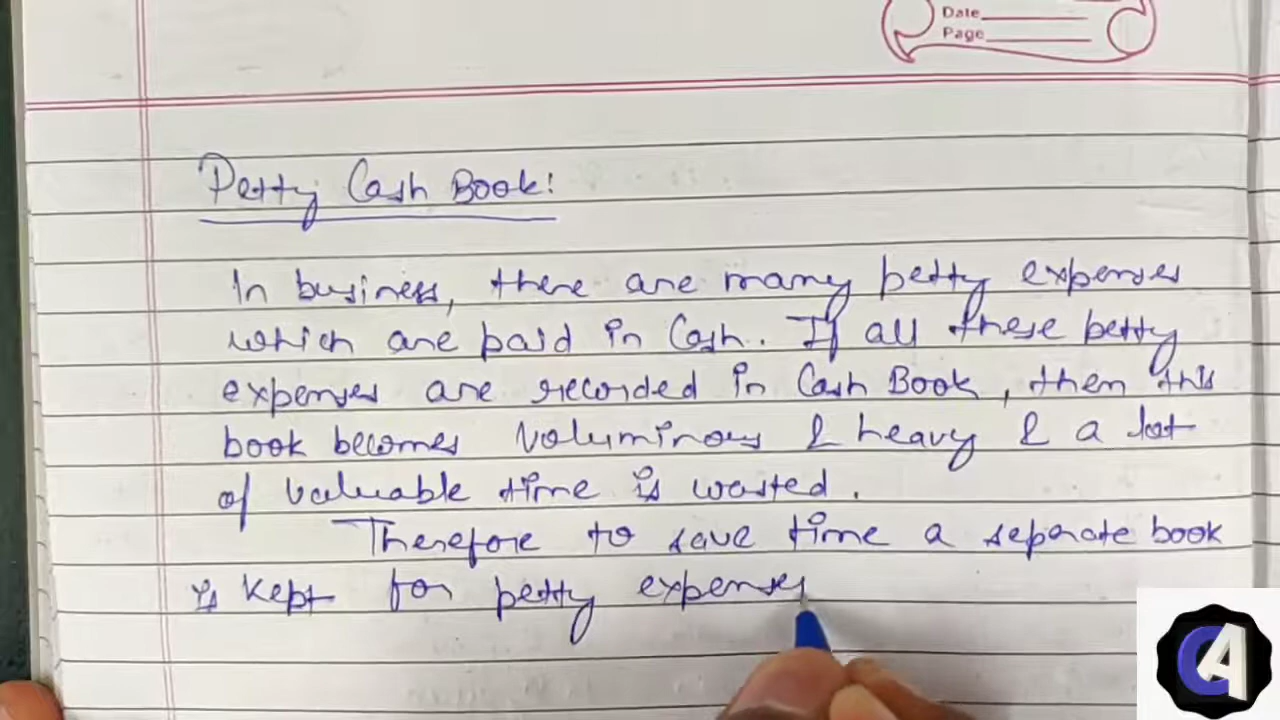 Date
Page
Petty Cash Book:
In business, there are many petty expenses
which are paid in Cash. If all these petty
expenses are recorded in Cash Book, then this
book becomes voluminous & heavy & a lot
of valuable time is wasted.
Therefore to save time a separate book
is kept for petty expenses
CA